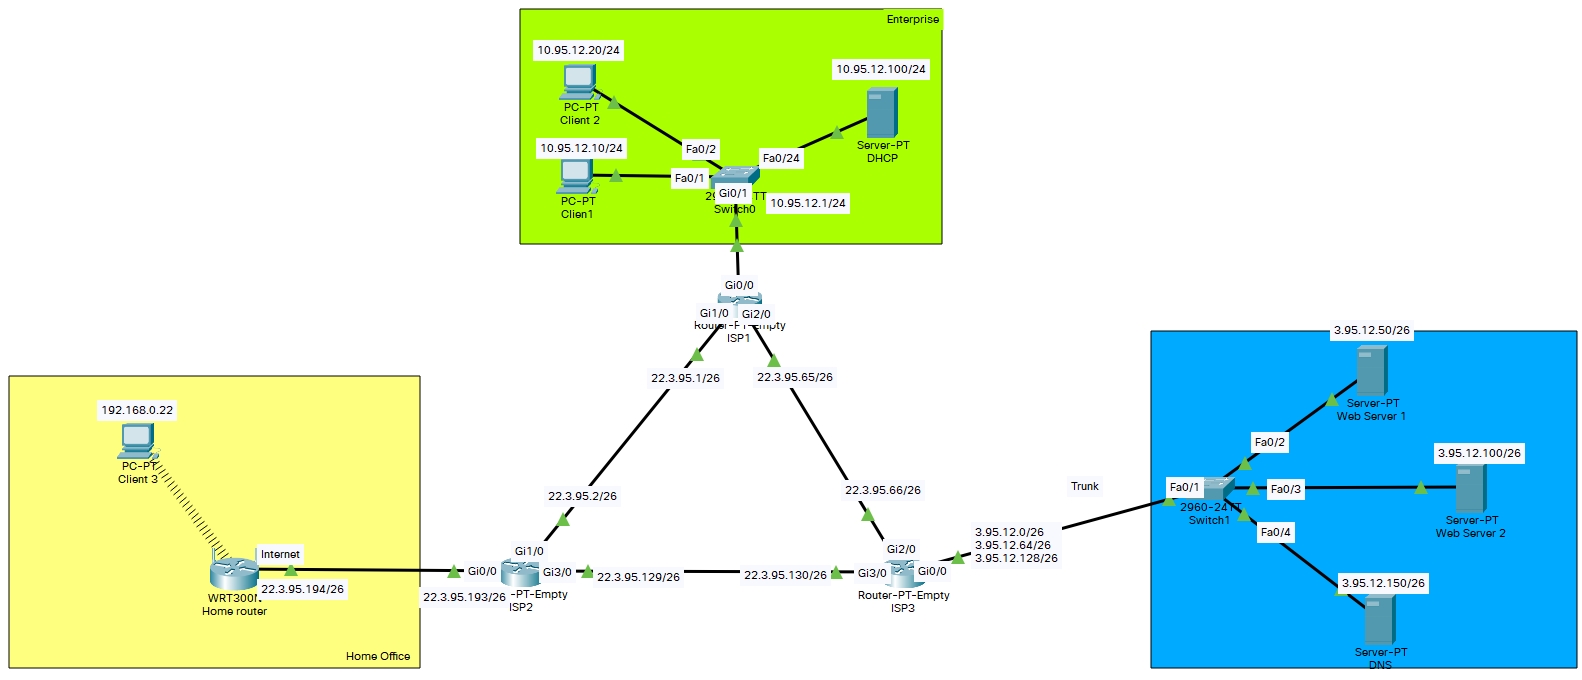 Enterprise
10.95.12.20/24
PC-PT
Client 2
10.95.12.100/24
Server-PT
DHCP
Fa0/2
Fa0/24
10.95.12.10/24
Fa0/1
PC-PT
Clien1
Gi0/1
Switch0
10.95.12.1/24
Gi0/0
Gi1/0
Gi2/0
Router-PT-Empty
ISP1
22.3.95.1/26
22.3.95.65/26
192.168.0.22
PC-PT
Client 3
Internet
22.3.95.194/26
WRT300N
Home router
Home Office
22.3.95.2/26
Gi1/0
Gi0/0
Gi3/0
22.3.95.193/26
-PT-Empty
ISP2
22.3.95.129/26
22.3.95.66/26
Gi2/0
22.3.95.130/26
Gi3/0
Gi0/0
Router-PT-Empty
ISP3
3.95.12.0/26
3.95.12.64/26
3.95.12.128/26
Trunk
3.95.12.50/26
Server-PT
Web Server 1
Fa0/2
3.95.12.100/26
Fa0/1
Fa0/3
2960-24TT
Switch1
Server-PT
Web Server 2
Fa0/4
3.95.12.150/26
Server-PT
DNS